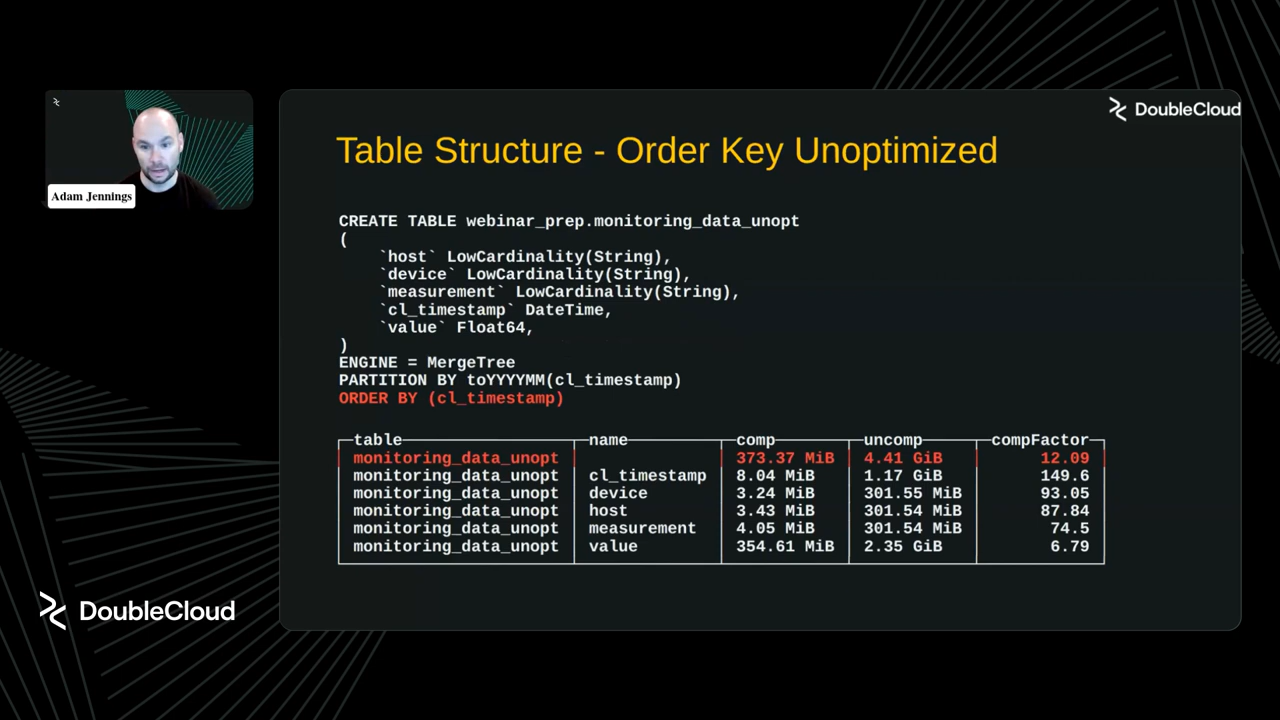 DoubleCloud
Adam Jennings
Table Structure - Order Key Unoptimized
CREATE TABLE webinar_prep.monitoring_data_unopt
(
    `host` LowCardinality(String),
    `device` LowCardinality(String),
    `measurement` LowCardinality(String),
    `cl_timestamp` DateTime,
    `value` Float64,
)
ENGINE = MergeTree
PARTITION BY toYYYYMM(cl_timestamp)
ORDER BY (cl_timestamp)
table name comp uncomp compFactor
monitoring_data_unopt 373.37 MiB 4.41 GiB 12.09
monitoring_data_unopt cl_timestamp 8.04 MiB 1.17 GiB 149.6
monitoring_data_unopt device 3.24 MiB 301.55 MiB 93.05
monitoring_data_unopt host 3.43 MiB 301.54 MiB 87.84
monitoring_data_unopt measurement 4.05 MiB 301.54 MiB 74.5
monitoring_data_unopt value 354.61 MiB 2.35 GiB 6.79
DoubleCloud